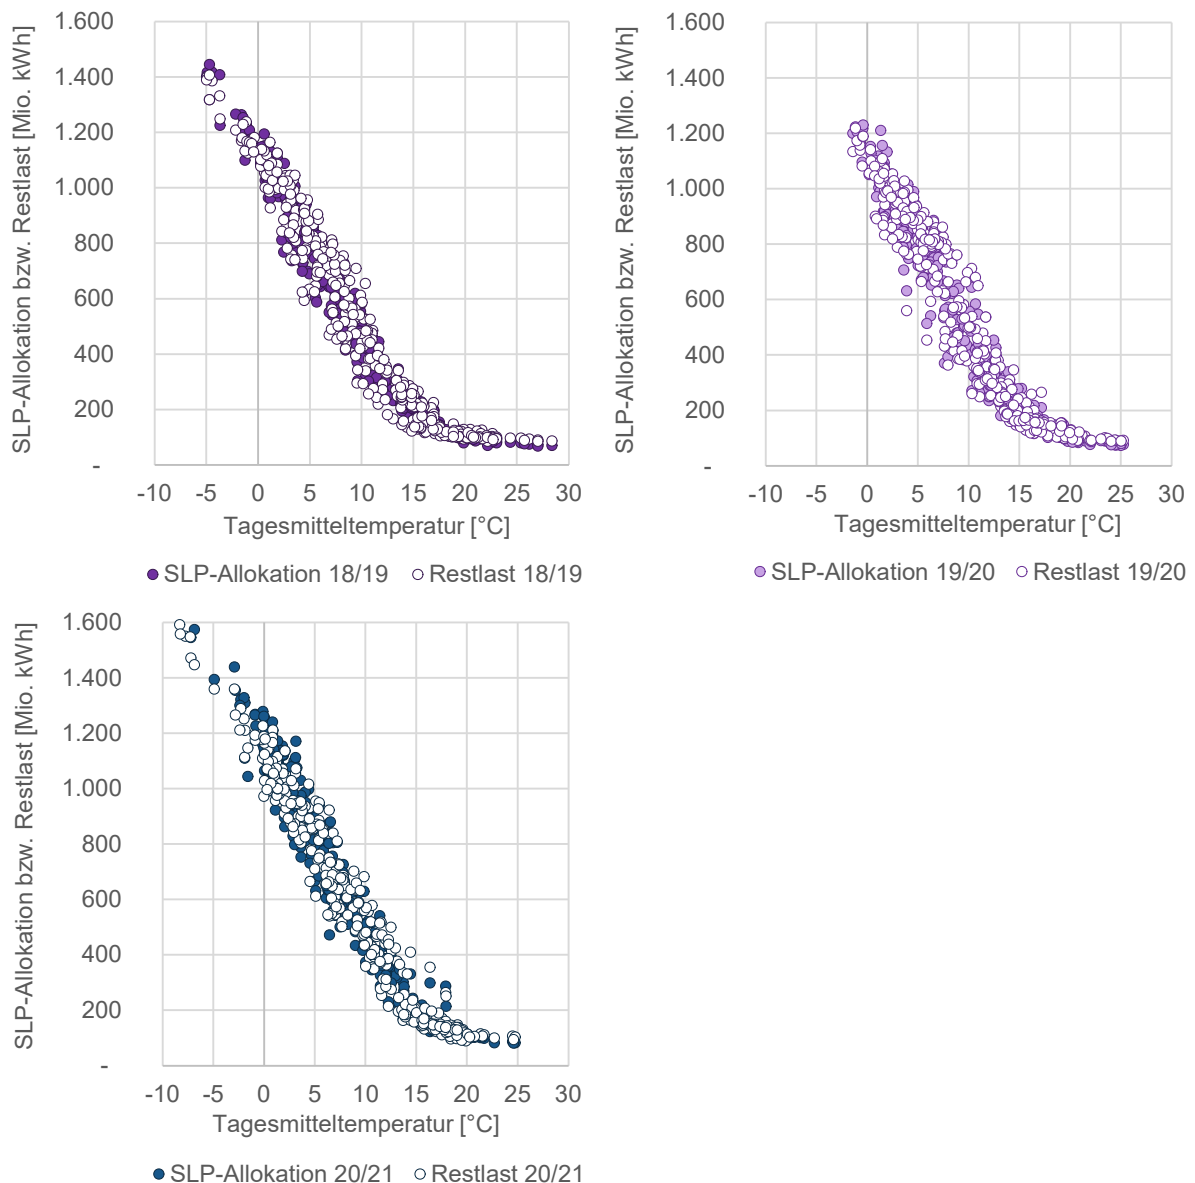 SLP-Allokation bzw. Restlast [Mio. kWh]
1.600
1.400
1.200
1.000
800
600
400
200
-
-10 -5 0 5 10 15 20 25 30
Tagesmitteltemperatur [°C]
SLP-Allokation 18/19 Restlast 18/19
SLP-Allokation bzw. Restlast [Mio. kWh]
1.600
1.400
1.200
1.000
800
600
400
200
-
-10 -5 0 5 10 15 20 25 30
Tagesmitteltemperatur [°C]
SLP-Allokation 19/20 Restlast 19/20
SLP-Allokation bzw. Restlast [Mio. kWh]
1.600
1.400
1.200
1.000
800
600
400
200
-
-10 -5 0 5 10 15 20 25 30
Tagesmitteltemperatur [°C]
SLP-Allokation 20/21 Restlast 20/21